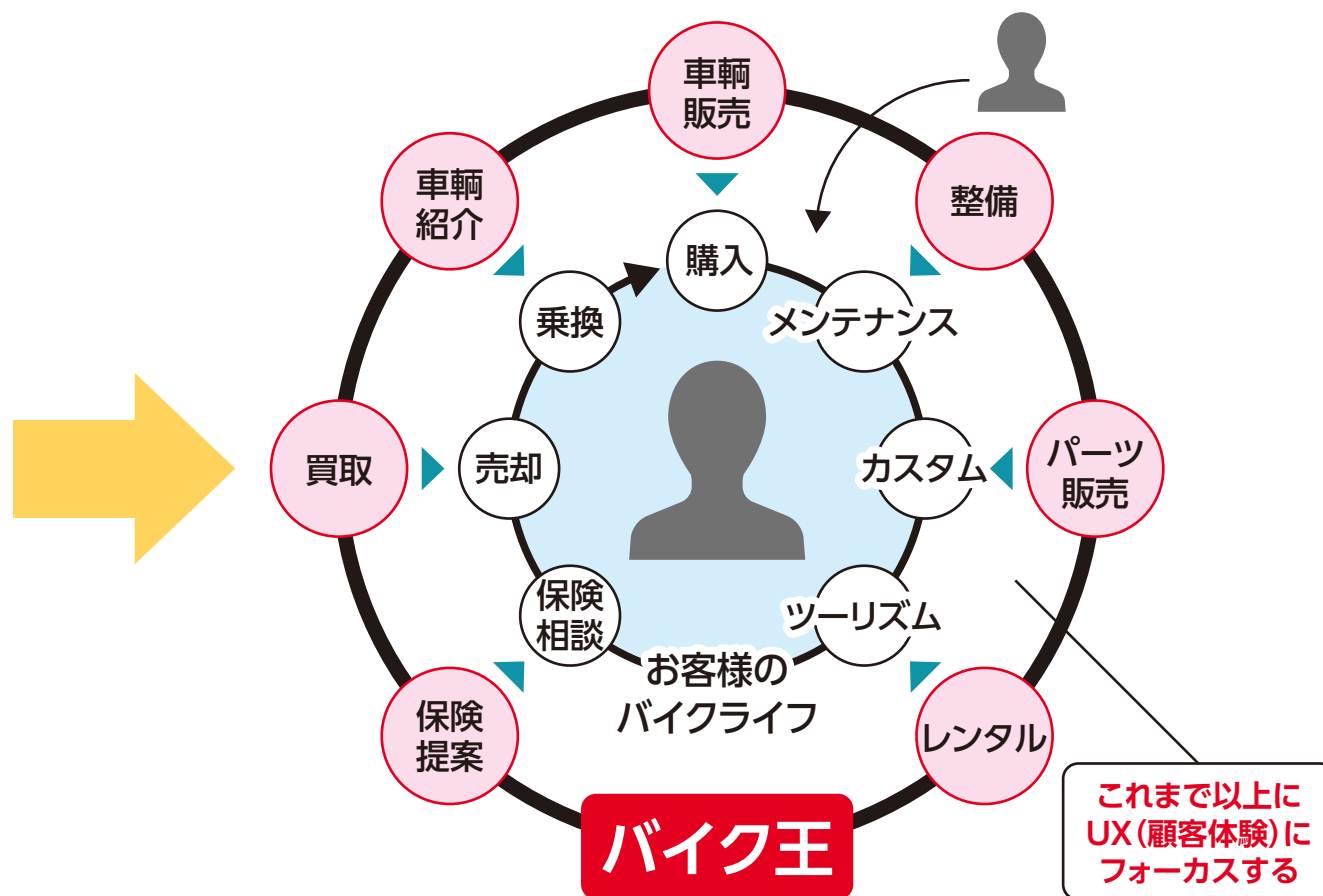 車輌
販売
車輌
紹介
整備
購入
乗換
メンテナンス
買取
売却
カスタム
パーツ
販売
保険
相談
ツーリズム
お客様の
バイクライフ
保険
提案
レンタル
バイク王
これまで以上に
UX（顧客体験）に
フォーカスする